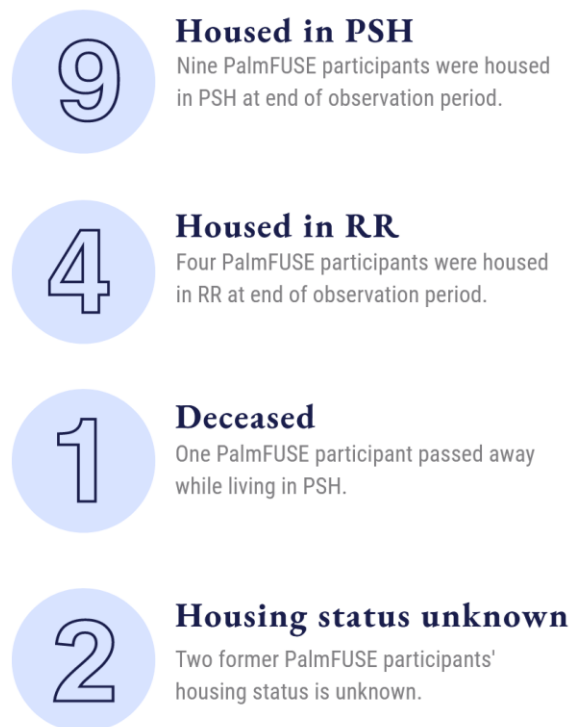 9
Housed in PSH
Nine PalmFUSE participants were housed
in PSH at end of observation period.
4
Housed in RR
Four PalmFUSE participants were housed
in RR at end of observation period.
1
Deceased
One PalmFUSE participant passed away
while living in PSH.
2
Housing status unknown
Two former PalmFUSE participants'
housing status is unknown.